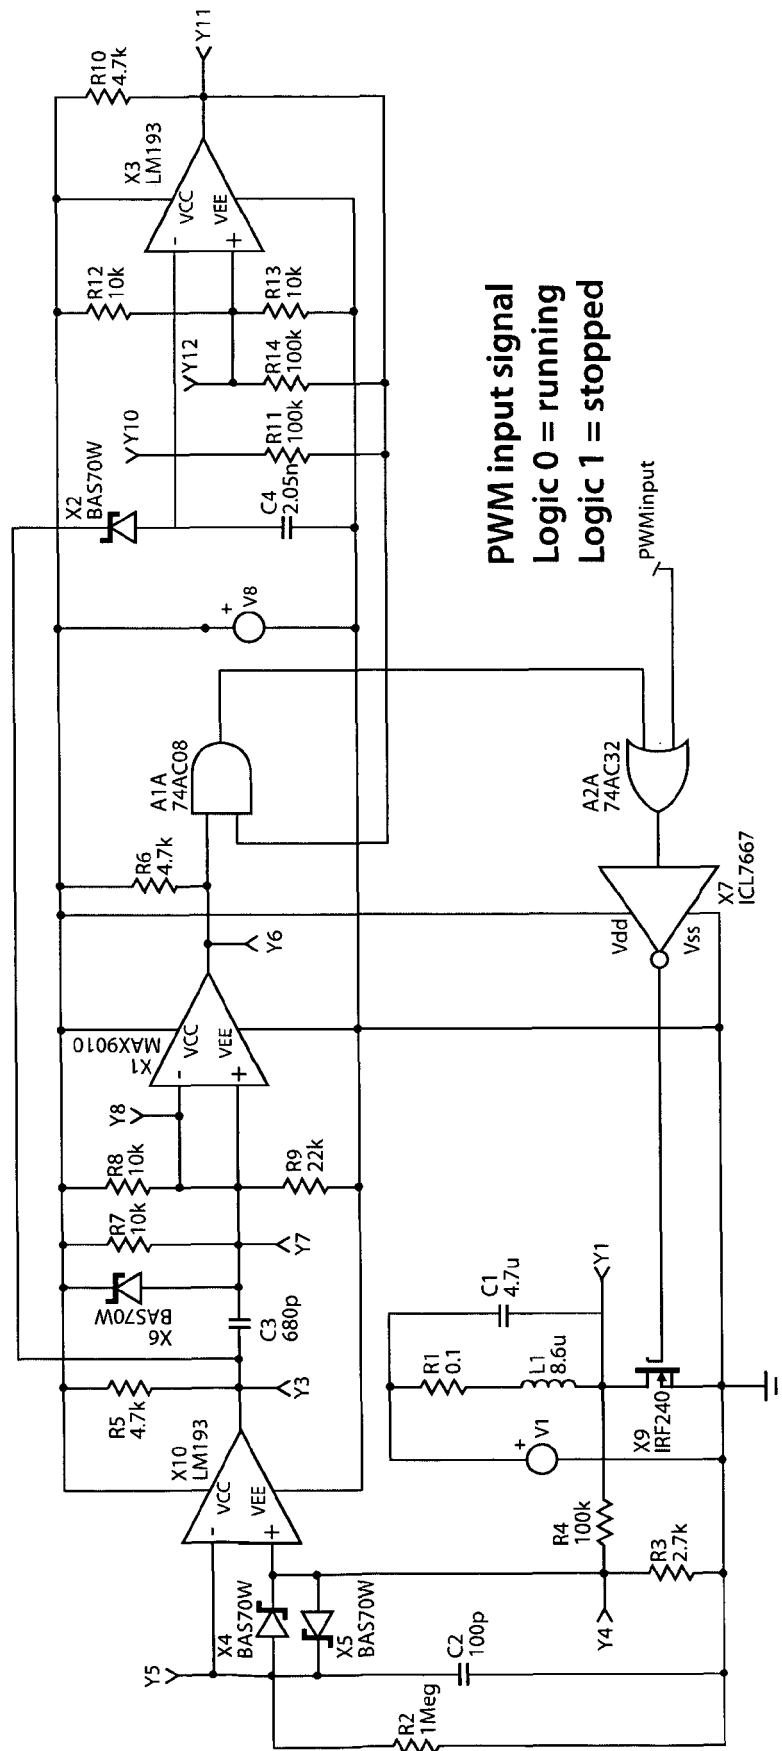 Y11
R10
4.7k
X3
LM193
VCC
VEE
-
+
R12
10k
R13
10k
Y12
R14
100k
Y10
R11
100k
X2
BAS70W
C4
2.05n
+
V8
A1A
74AC08
R6
4.7k
Y6
X1
MAX9010
VCC
VEE
-
+
Y8
R8
10k
R9
22k
R7
10k
Y7
X6
BAS70W
C3
680p
R5
4.7k
Y3
X10
LM193
VCC
VEE
-
+
Y5
X4
BAS70W
X5
BAS70W
R2
1Meg
C2
100p
PWM input signal
Logic 0 = running
Logic 1 = stopped
PWMinput
A2A
74AC32
X7
ICL7667
Vdd
Vss
C1
4.7u
Y1
R1
0.1
L1
8.6u
+
V1
X9
IRF240
R4
100k
R3
2.7k
Y4